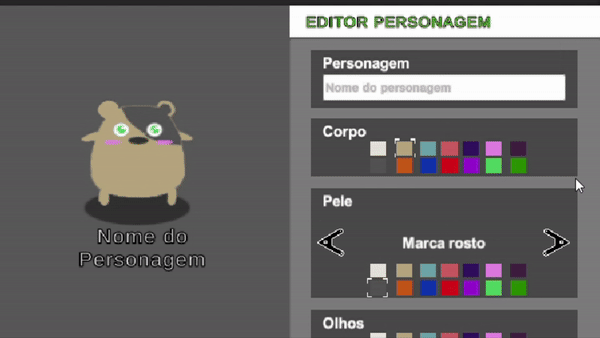 EDITOR PERSONAGEM
Personagem
Nome do personagem
Corpo
Pele
Marca rosto
Nome do
Personagem
Olhos